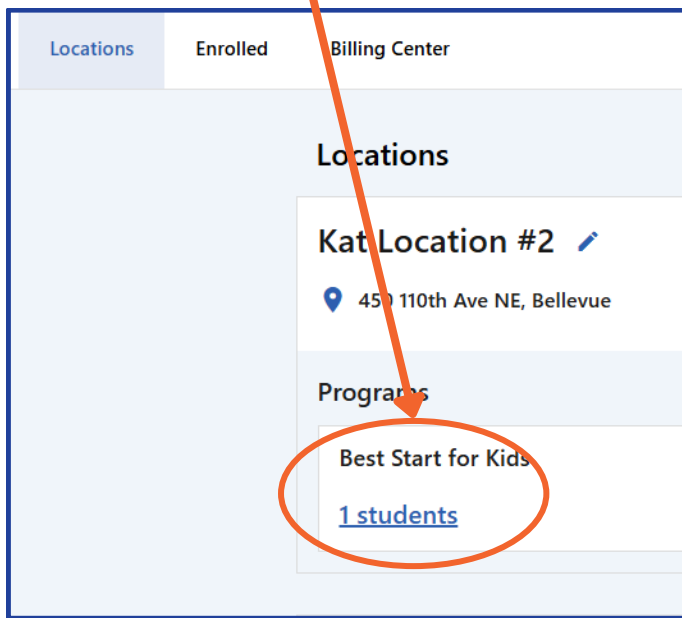 Locations Enrolled Billing Center
Locations
Kat Location #2
450 110th Ave NE, Bellevue
Programs
Best Start for Kids
1 students